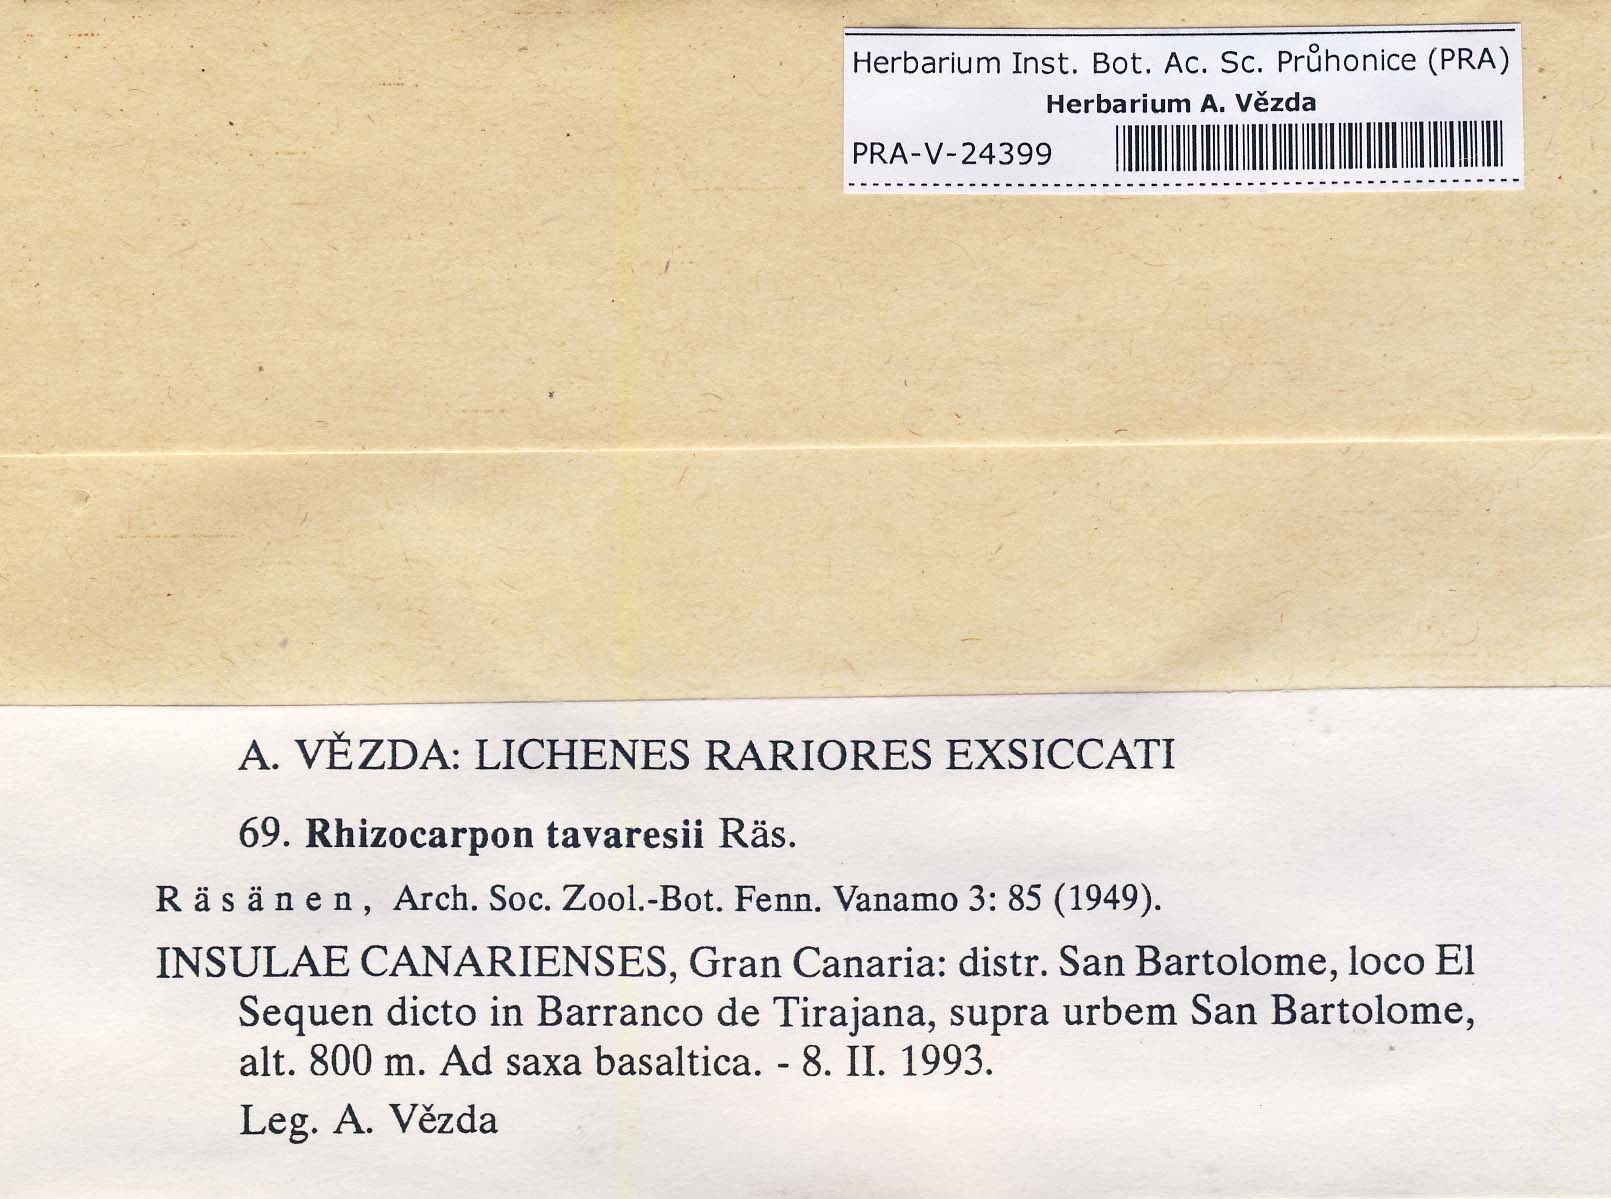 Herbarium Inst. Bot. Ac. Sc. Průhonice (PRA)
Herbarium A. Vězda
PRA-V-24399
A. VĚZDA: LICHENES RARIORES EXSICCATI
69. Rhizocarpon tavaresii Räs.
Räsänen, Arch. Soc. Zool.-Bot. Fenn. Vanamo 3: 85 (1949).
INSULAE CANARIENSES, Gran Canaria: distr. San Bartolome, loco El
Sequen dicto in Barranco de Tirajana, supra urbem San Bartolome,
alt. 800 m. Ad saxa basaltica. - 8. II. 1993.
Leg. A. Vězda